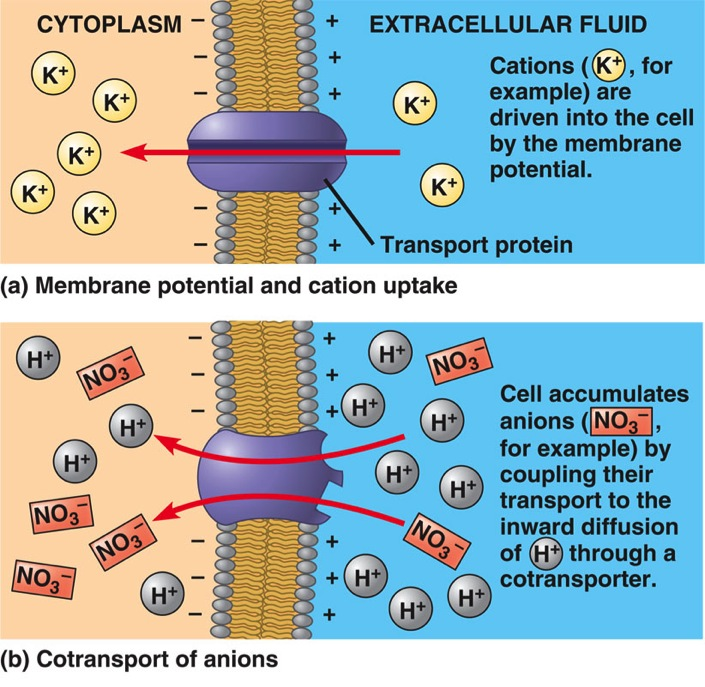 CYTOPLASM
EXTRACELLULAR FLUID
Cations (K⁺, for
example) are
driven into the cell
by the membrane
potential.
K⁺
K⁺
K⁺
K⁺
K⁺
K⁺
K⁺
− +
− +
− +
− +
− +
Transport protein
(a) Membrane potential and cation uptake
− +
− +
− +
− +
− +
− +
H⁺
NO₃⁻
H⁺
H⁺
NO₃⁻
NO₃⁻
NO₃⁻
H⁺
H⁺
NO₃⁻
H⁺
H⁺
H⁺
H⁺
NO₃⁻
H⁺
H⁺
H⁺
Cell accumulates
anions (NO₃⁻,
for example) by
coupling their
transport to the
inward diffusion
of H⁺ through a
cotransporter.
(b) Cotransport of anions